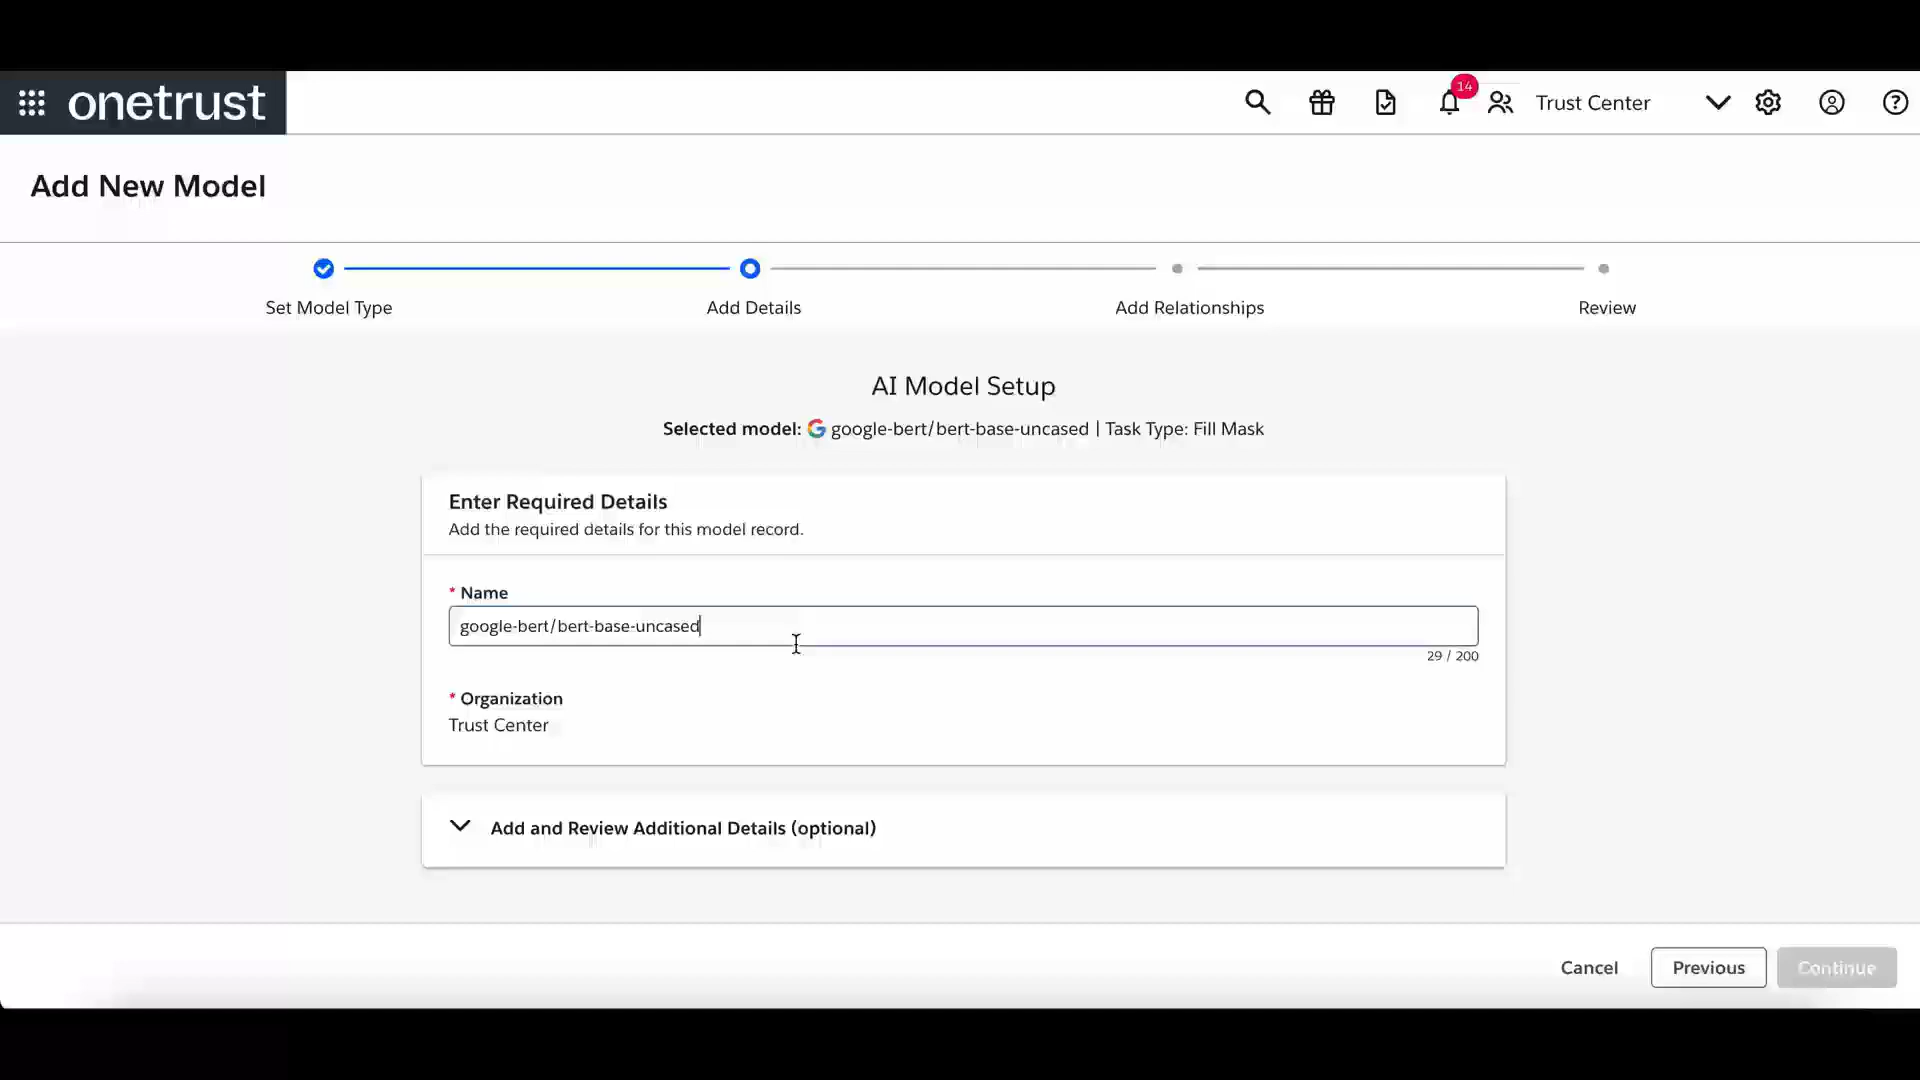 onetrust
14
Trust Center
Add New Model
Set Model Type
Add Details
Add Relationships
Review
AI Model Setup
Selected model: google-bert/bert-base-uncased | Task Type: Fill Mask
Enter Required Details
Add the required details for this model record.
* Name
google-bert/bert-base-uncased
29 / 200
* Organization
Trust Center
Add and Review Additional Details (optional)
Cancel
Previous
Continue